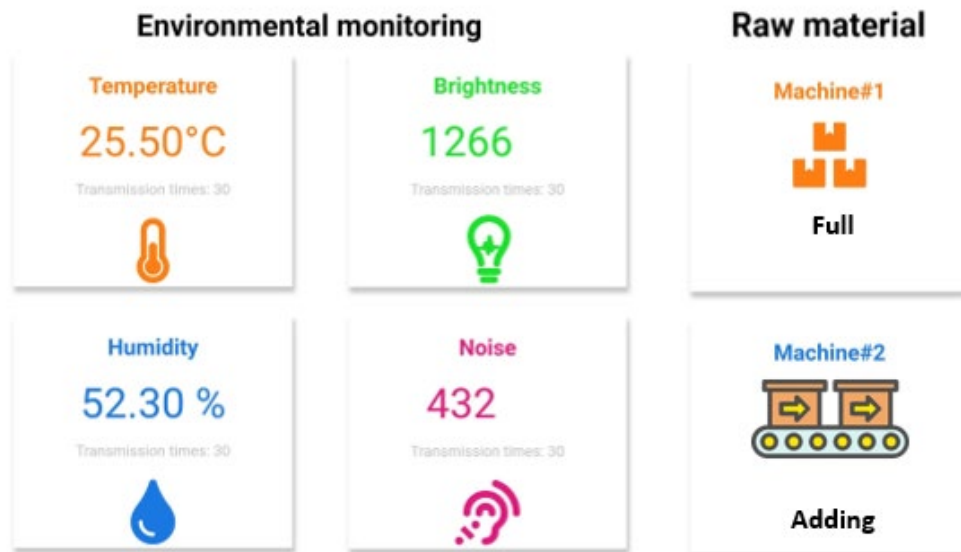 Environmental monitoring
Raw material
Temperature
25.50°C
Transmission times: 30
Brightness
1266
Transmission times: 30
Machine#1
Full
Humidity
52.30 %
Transmission times: 30
Noise
432
Transmission times: 30
Machine#2
Adding